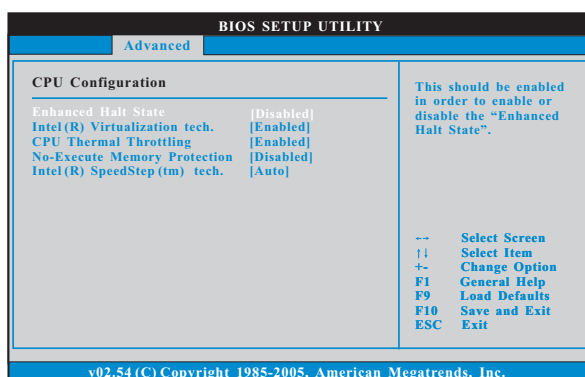 BIOS SETUP UTILITY
Advanced
CPU Configuration
Enhanced Halt State [Disabled]
Intel(R) Virtualization tech. [Enabled]
CPU Thermal Throttling [Enabled]
No-Execute Memory Protection [Disabled]
Intel(R) SpeedStep(tm) tech. [Auto]
This should be enabled
in order to enable or
disable the “Enhanced
Halt State”.
←→ Select Screen
↑↓ Select Item
+- Change Option
F1 General Help
F9 Load Defaults
F10 Save and Exit
ESC Exit
v02.54 (C) Copyright 1985-2005, American Megatrends, Inc.